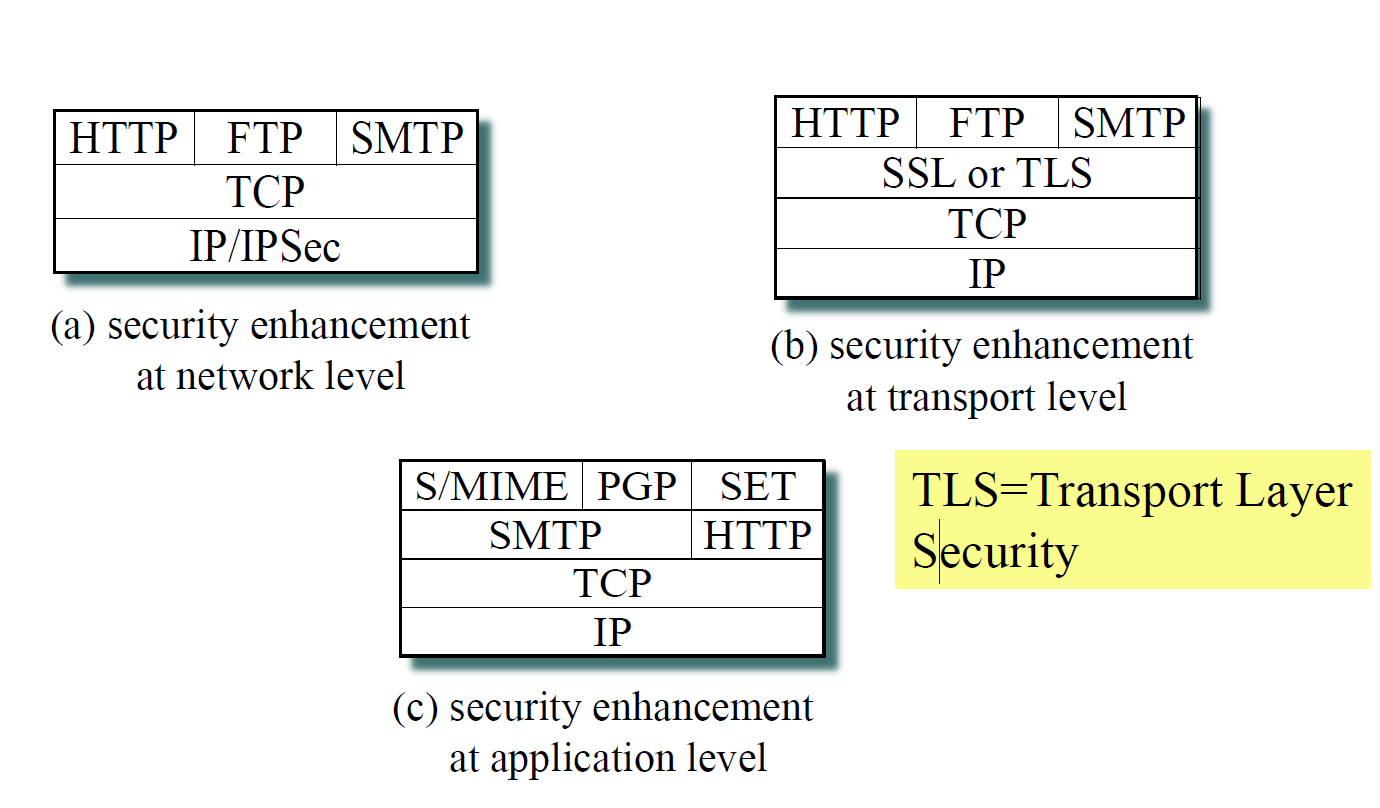 HTTP FTP SMTP
TCP
IP/IPSec
(a) security enhancement
at network level
HTTP FTP SMTP
SSL or TLS
TCP
IP
(b) security enhancement
at transport level
S/MIME PGP SET
SMTP HTTP
TCP
IP
(c) security enhancement
at application level
TLS=Transport Layer
Security